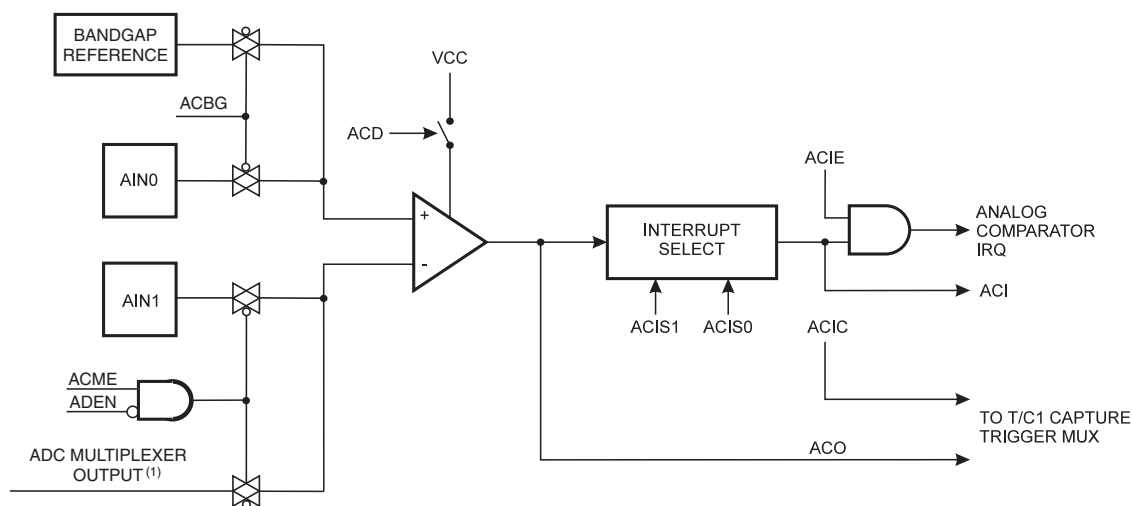 BANDGAP
REFERENCE
VCC
ACBG
ACD
ACIE
AIN0
+
INTERRUPT
SELECT
ANALOG
COMPARATOR
IRQ
-
AIN1
ACI
ACIS1
ACIS0
ACIC
ACME
ADEN
TO T/C1 CAPTURE
TRIGGER MUX
ADC MULTIPLEXER
OUTPUT (1)
ACO